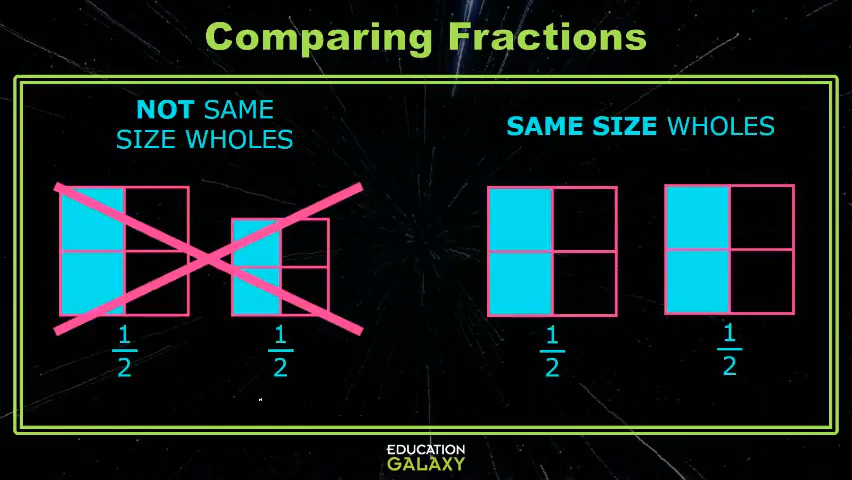 Comparing Fractions
NOT SAME
SIZE WHOLES
1
2
1
2
SAME SIZE WHOLES
1
2
1
2
EDUCATION
GALAXY